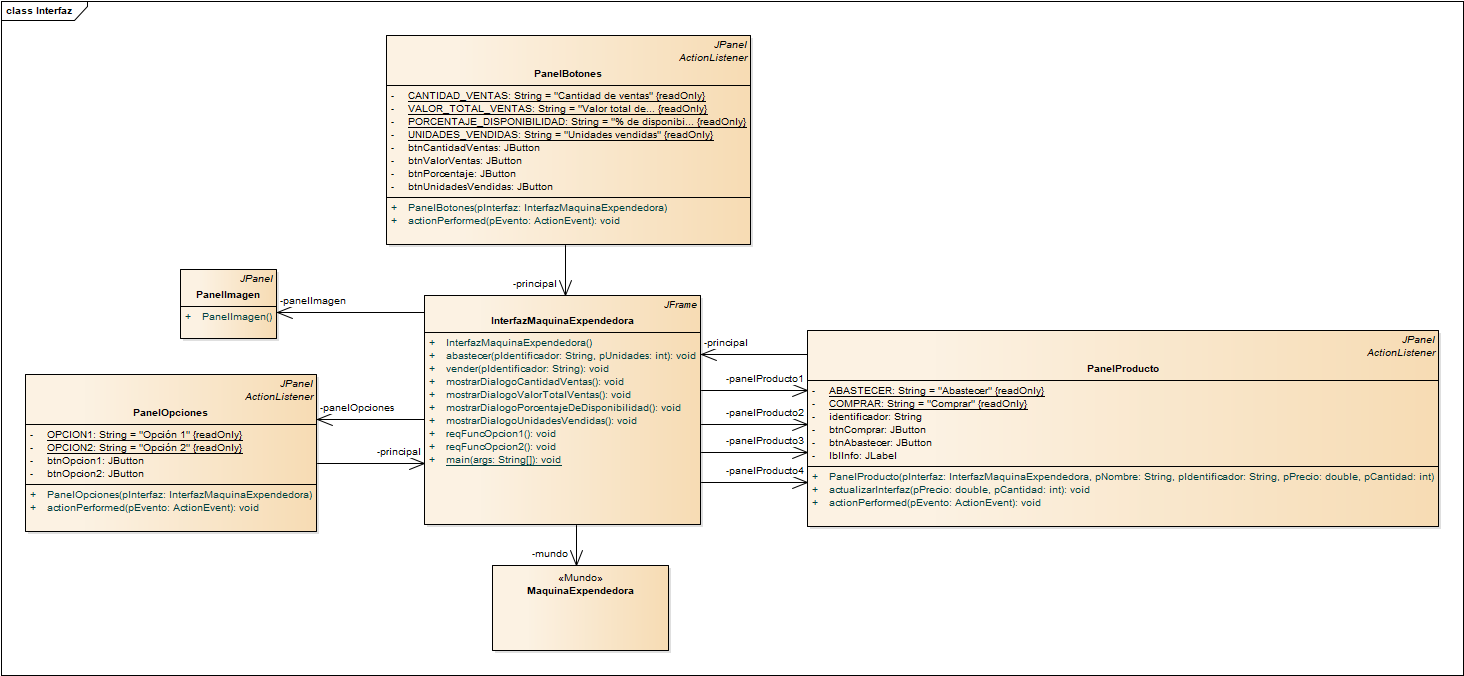 class Interfaz
JPanel
ActionListener
PanelBotones
- CANTIDAD_VENTAS: String = "Cantidad de ventas" {readOnly}
- VALOR_TOTAL_VENTAS: String = "Valor total de... {readOnly}
- PORCENTAJE_DISPONIBILIDAD: String = "% de disponibi... {readOnly}
- UNIDADES_VENDIDAS: String = "Unidades vendidas" {readOnly}
- btnCantidadVentas: JButton
- btnValorVentas: JButton
- btnPorcentaje: JButton
- btnUnidadesVendidas: JButton
+ PanelBotones(pInterfaz: InterfazMaquinaExpendedora)
+ actionPerformed(pEvento: ActionEvent): void
-principal
JPanel
PanelImagen
+ PanelImagen()
-panelImagen
JFrame
InterfazMaquinaExpendedora
+ InterfazMaquinaExpendedora()
+ abastecer(pIdentificador: String, pUnidades: int): void
+ vender(pIdentificador: String): void
+ mostrarDialogoCantidadVentas(): void
+ mostrarDialogoValorTotalVentas(): void
+ mostrarDialogoPorcentajeDeDisponibilidad(): void
+ mostrarDialogoUnidadesVendidas(): void
+ reqFuncOpcion1(): void
+ reqFuncOpcion2(): void
+ main(args: String[]): void
JPanel
ActionListener
PanelOpciones
- OPCION1: String = "Opción 1" {readOnly}
- OPCION2: String = "Opción 2" {readOnly}
- btnOpcion1: JButton
- btnOpcion2: JButton
+ PanelOpciones(pInterfaz: InterfazMaquinaExpendedora)
+ actionPerformed(pEvento: ActionEvent): void
-panelOpciones
-principal
-principal
-panelProducto1
-panelProducto2
-panelProducto3
-panelProducto4
JPanel
ActionListener
PanelProducto
- ABASTECER: String = "Abastecer" {readOnly}
- COMPRAR: String = "Comprar" {readOnly}
- identificador: String
- btnComprar: JButton
- btnAbastecer: JButton
- lblInfo: JLabel
+ PanelProducto(pInterfaz: InterfazMaquinaExpendedora, pNombre: String, pIdentificador: String, pPrecio: double, pCantidad: int)
+ actualizarInterfaz(pPrecio: double, pCantidad: int): void
+ actionPerformed(pEvento: ActionEvent): void
-mundo
«Mundo»
MaquinaExpendedora